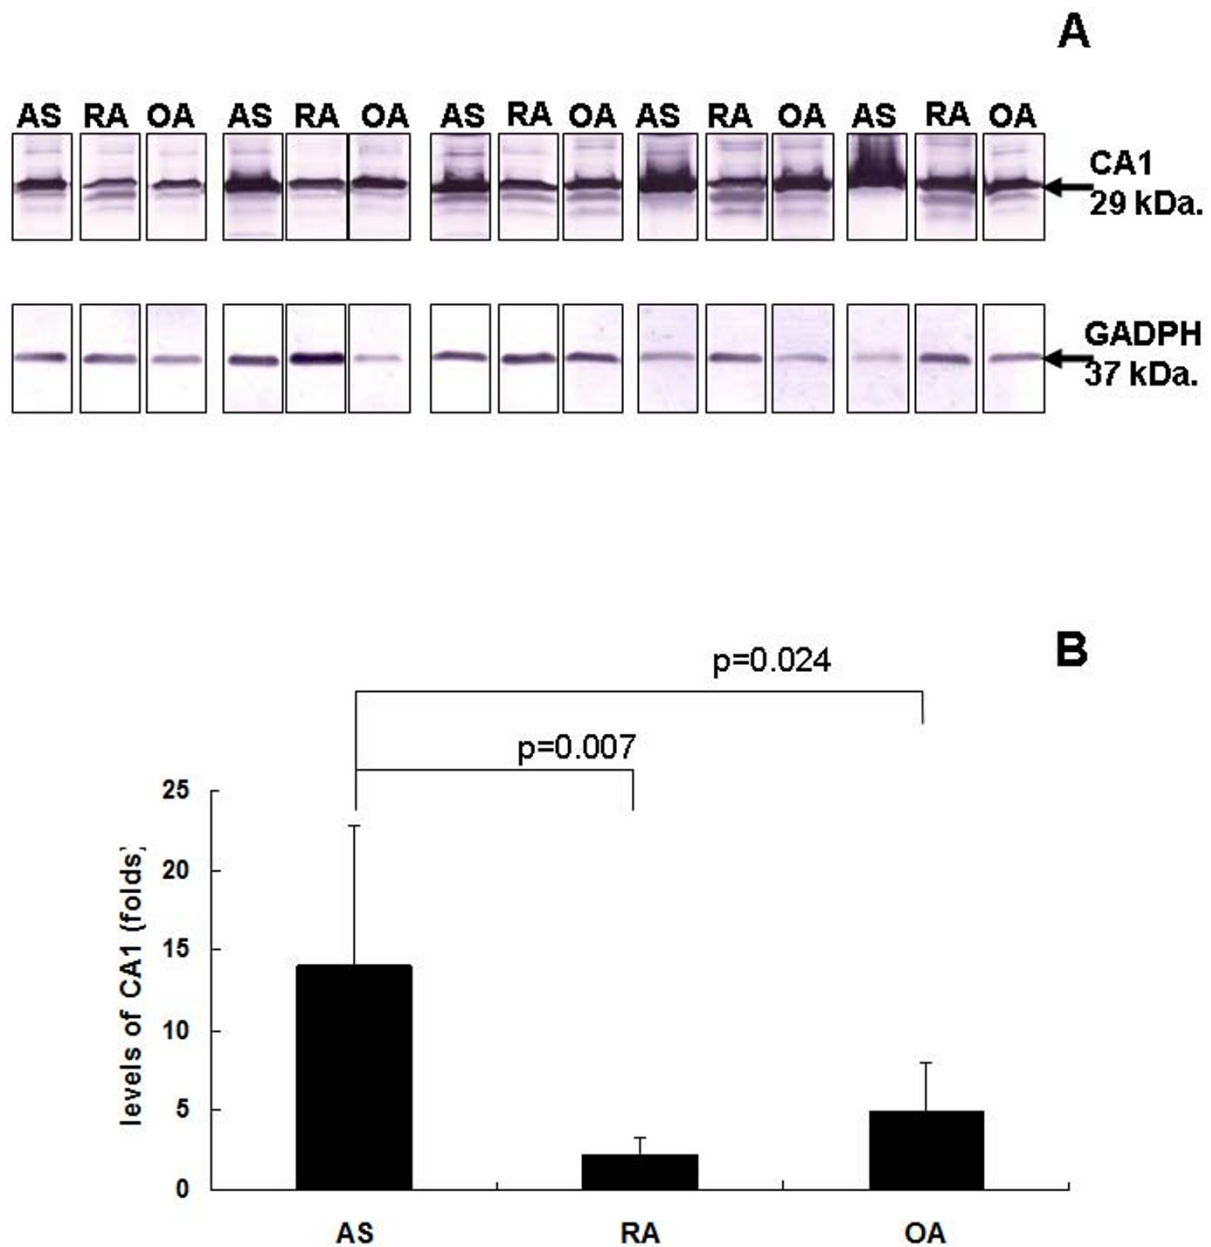 A
AS RA OA AS RA OA AS RA OA AS RA OA AS RA OA
CA1
29 kDa.
GADPH
37 kDa.
B
p=0.024
p=0.007
levels of CA1 (folds)
25
20
15
10
5
0
AS RA OA